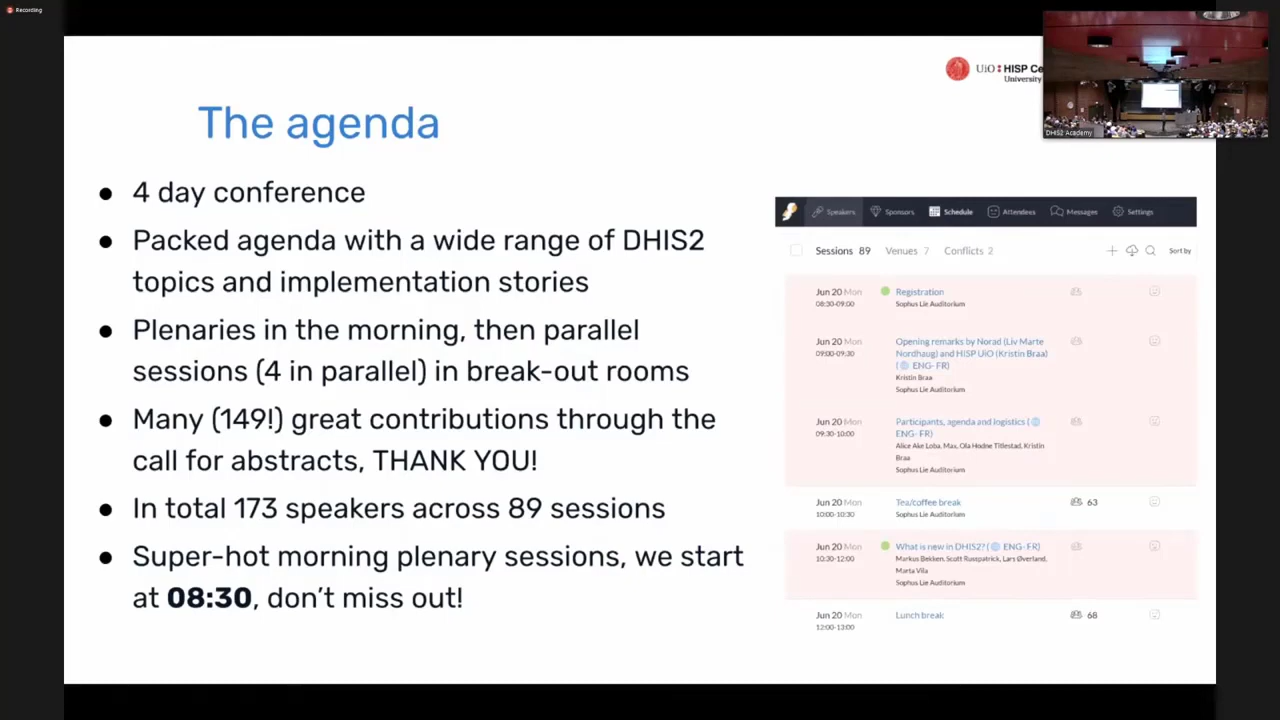 Recording
UiO HISP Ce
University
DHIS2 Academy
The agenda
● 4 day conference
● Packed agenda with a wide range of DHIS2
topics and implementation stories
● Plenaries in the morning, then parallel
sessions (4 in parallel) in break-out rooms
● Many (149!) great contributions through the
call for abstracts, THANK YOU!
● In total 173 speakers across 89 sessions
● Super-hot morning plenary sessions, we start
at 08:30, don't miss out!
Speakers Sponsors Schedule Attendees Messages Settings
Sessions 89 Venues 7 Conflicts 2 Sort by
Jun 20 Mon Registration
08:30-09:00 Sophus Lie Auditorium
Jun 20 Mon Opening remarks by Norad (Liv Marte
09:00-09:30 Nordhaug) and HISP UiO (Kristin Braa)
( ENG- FR)
Kristin Braa
Sophus Lie Auditorium
Jun 20 Mon Participants, agenda and logistics (
09:30-10:00 ENG- FR)
Alice Ake Loba, Max, Ola Hodne Titlestad, Kristin
Braa
Sophus Lie Auditorium
Jun 20 Mon Tea/coffee break 63
10:00-10:30 Sophus Lie Auditorium
Jun 20 Mon What is new in DHIS2? ( ENG- FR)
10:30-12:00 Markus Bekken, Scott Russpatrick, Lars Øverland,
Marta Vila
Sophus Lie Auditorium
Jun 20 Mon Lunch break 68
12:00-13:00